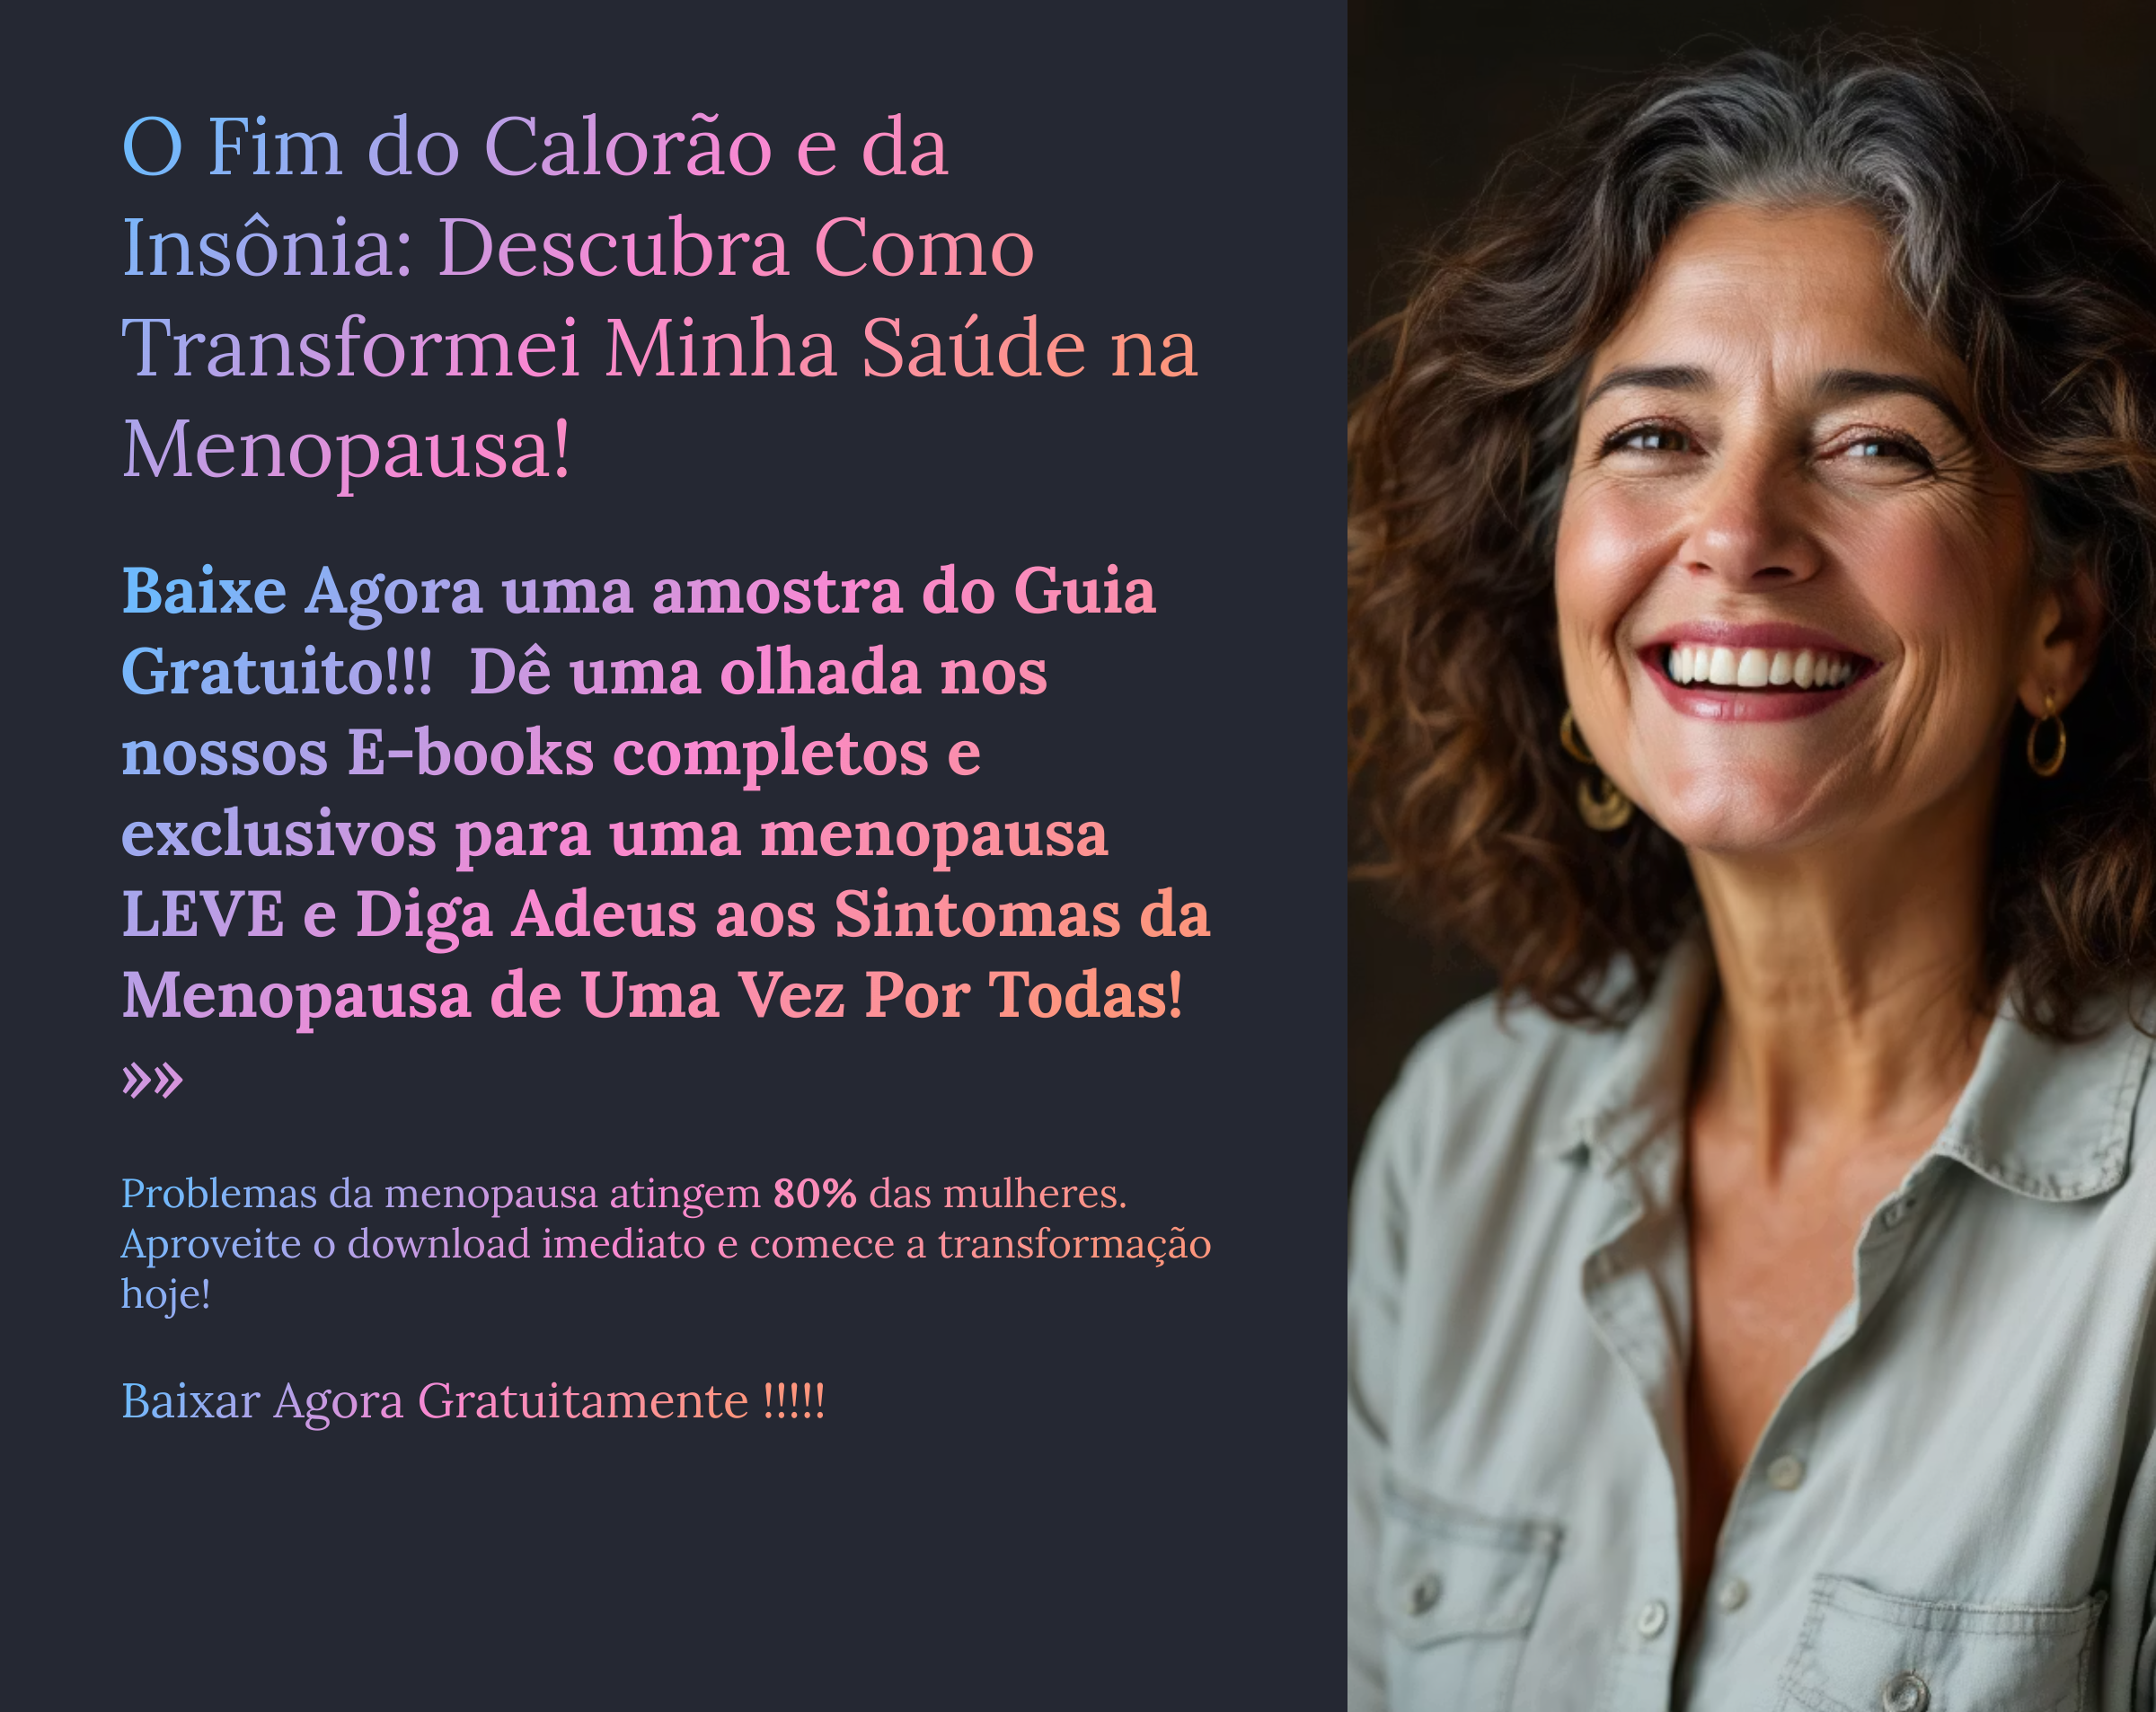 O Fim do Calorão e da
Insônia: Descubra Como
Transformei Minha Saúde na
Menopausa!
Baixe Agora uma amostra do Guia
Gratuito!!!  Dê uma olhada nos
nossos E-books completos e
exclusivos para uma menopausa
LEVE e Diga Adeus aos Sintomas da
Menopausa de Uma Vez Por Todas!
»»
Problemas da menopausa atingem 80% das mulheres.
Aproveite o download imediato e comece a transformação
hoje!
Baixar Agora Gratuitamente !!!!!